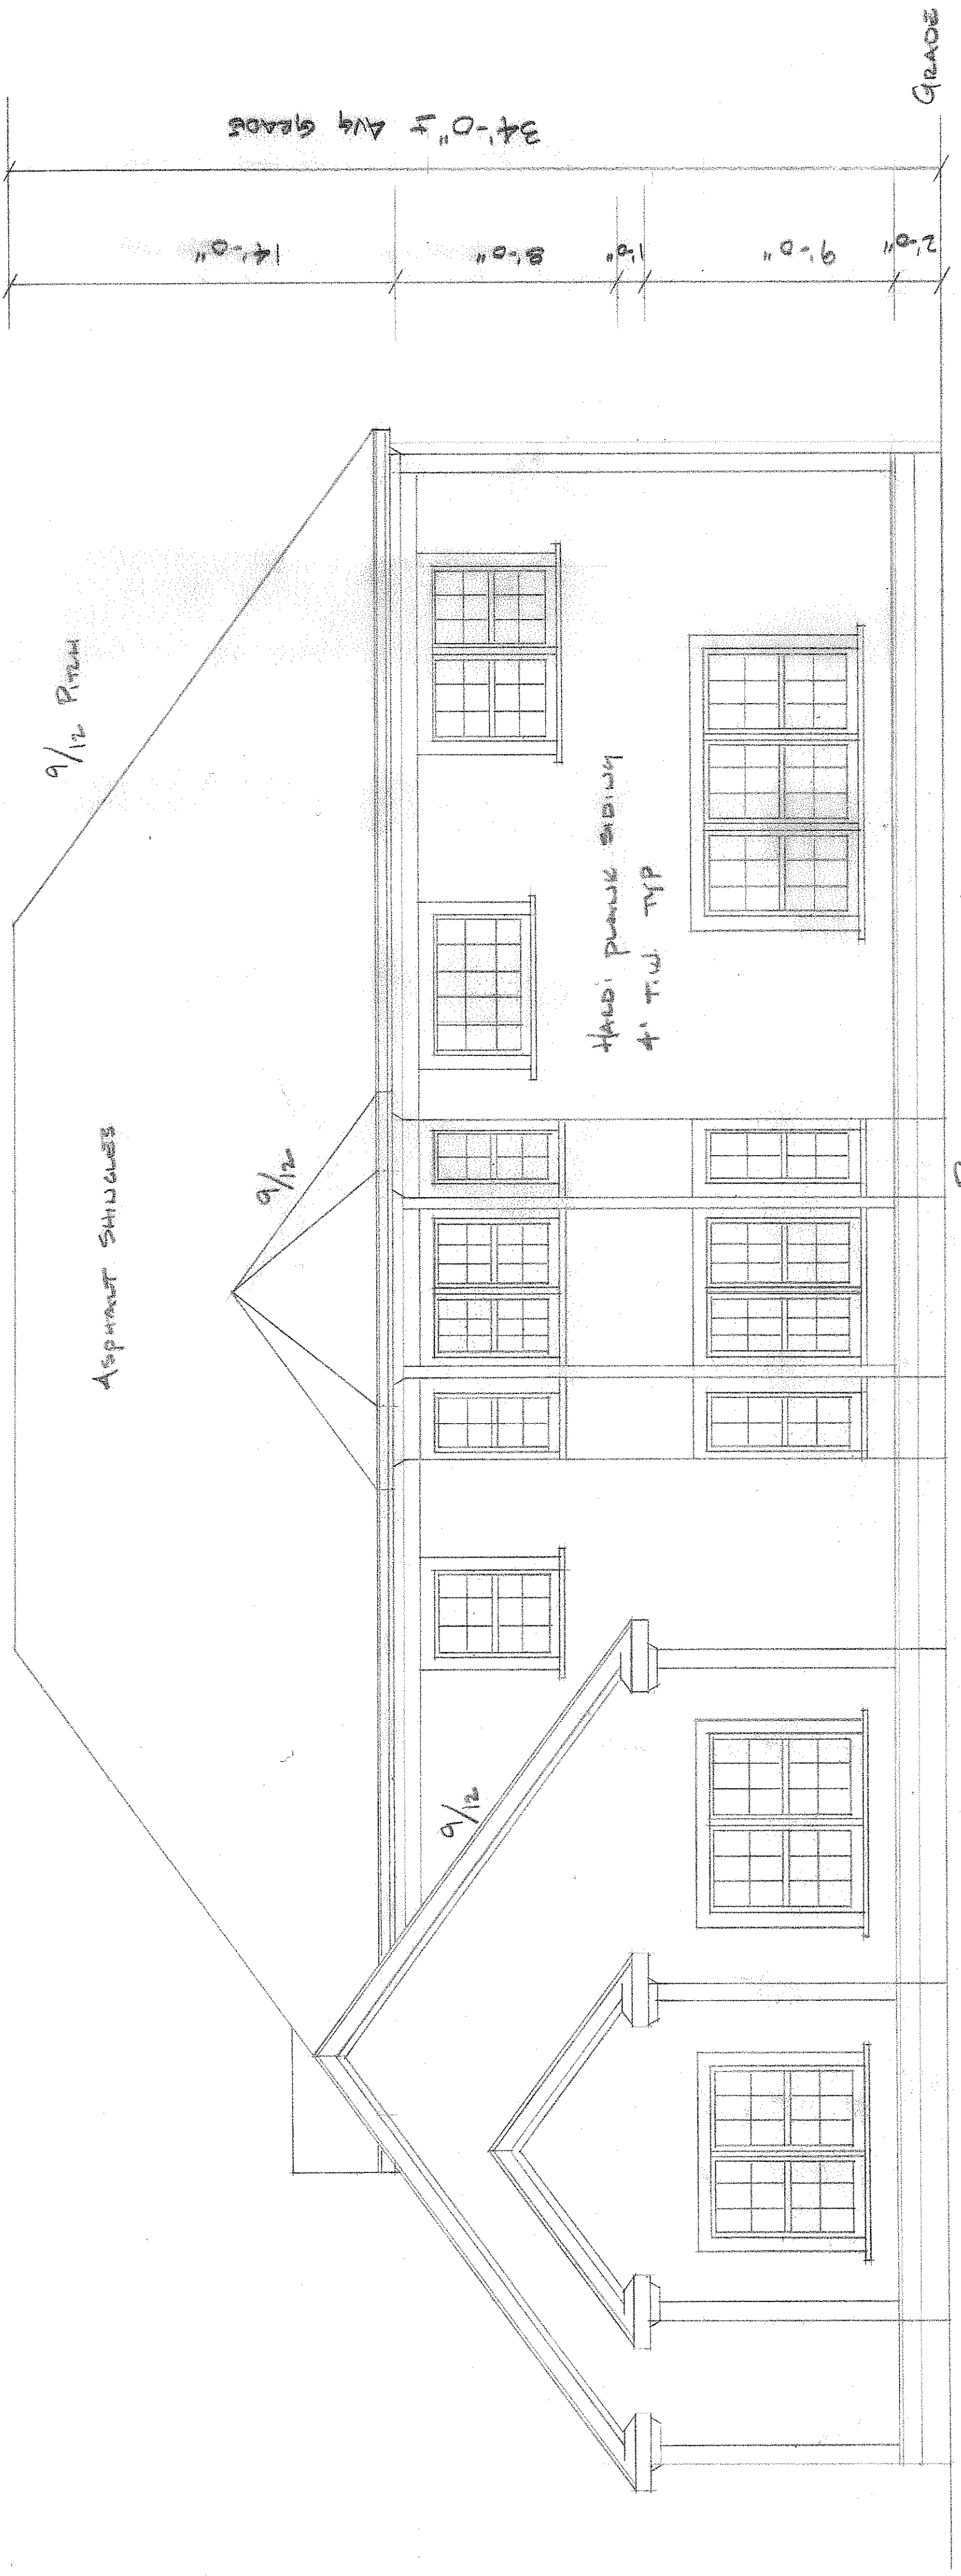 9/12 PITCH
ASPHALT SHINGLES
9/12
9/12
HARDI PLANK SIDING
4" T.W. TYP
14'-0"
8'-0"
1'-0"
9'-0"
2'-0"
34'-0" ± AVG GRADE
GRADE